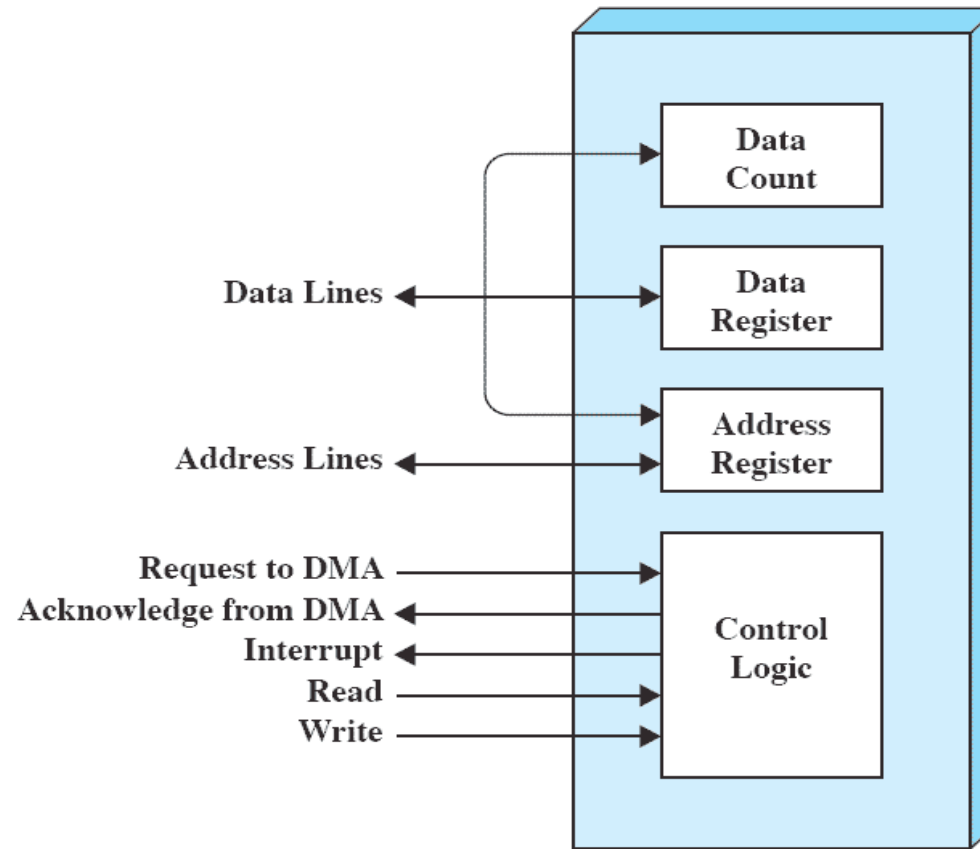 Data
Count
Data Lines
Data
Register
Address Lines
Address
Register
Request to DMA
Acknowledge from DMA
Interrupt
Read
Write
Control
Logic